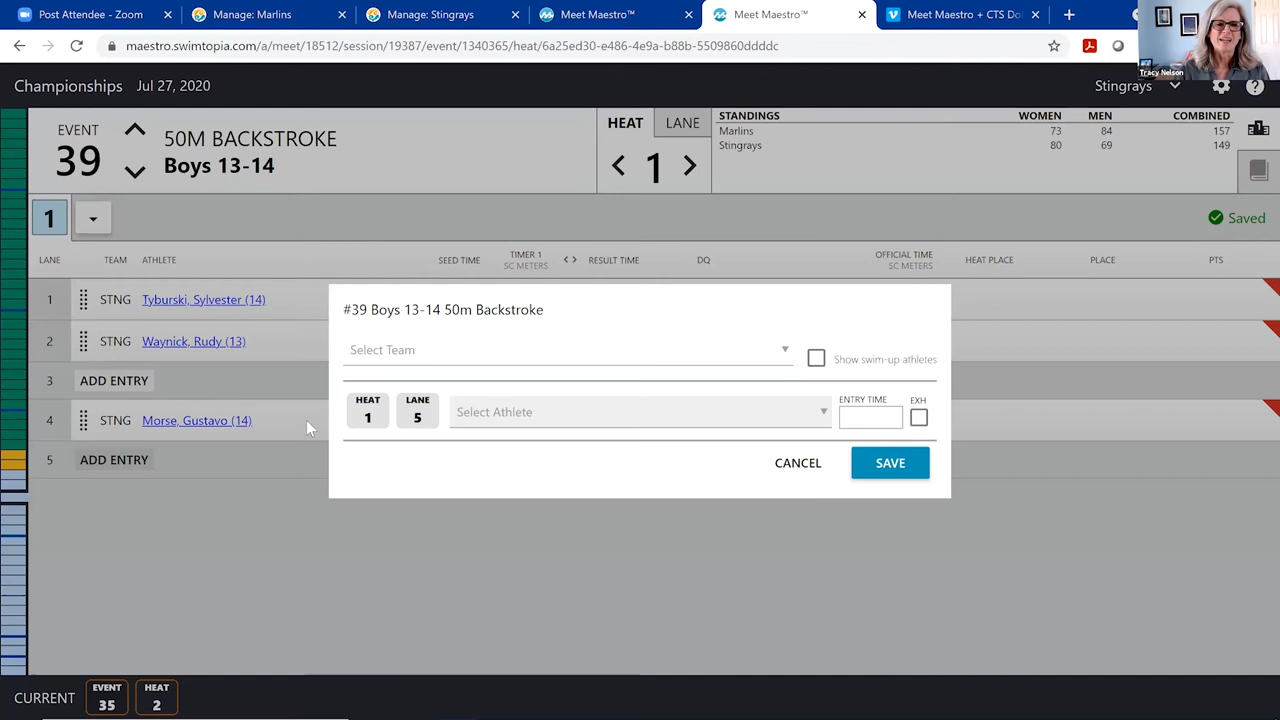 Post Attendee - Zoom
Manage: Marlins
Manage: Stingrays
Meet Maestro™
Meet Maestro™
Meet Maestro + CTS Do
maestro.swimtopia.com/a/meet/18512/session/19387/event/1340365/heat/6a25ed30-e486-4e9a-b88b-5509860ddddc
Tracy Nelson
Championships Jul 27, 2020 Stingrays
EVENT
39
50M BACKSTROKE
Boys 13-14
HEAT LANE
1
STANDINGS WOMEN MEN COMBINED
Marlins 73 84 157
Stingrays 80 69 149
1 Saved
LANE TEAM ATHLETE SEED TIME TIMER 1 SC METERS <> RESULT TIME DQ OFFICIAL TIME SC METERS HEAT PLACE PLACE PTS
1 STNG Tyburski, Sylvester (14)
2 STNG Waynick, Rudy (13)
3 ADD ENTRY
4 STNG Morse, Gustavo (14)
5 ADD ENTRY
#39 Boys 13-14 50m Backstroke
Select Team Show swim-up athletes
HEAT 1 LANE 5 Select Athlete ENTRY TIME EXH
CANCEL SAVE
CURRENT EVENT 35 HEAT 2